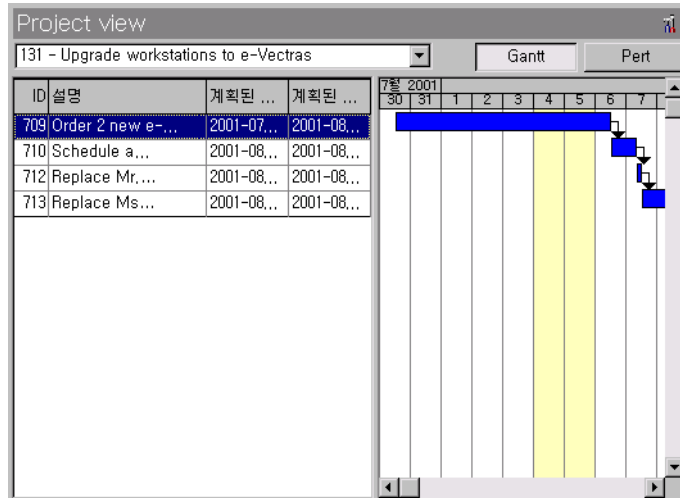 Project view
131 - Upgrade workstations to e-Vectras
Gantt
Pert
ID 설명 계획된 ... 계획된 ...
709 Order 2 new e-... 2001-07... 2001-08...
710 Schedule a... 2001-08... 2001-08...
712 Replace Mr.... 2001-08... 2001-08...
713 Replace Ms... 2001-08... 2001-08...
7월 2001
30 31 1 2 3 4 5 6 7